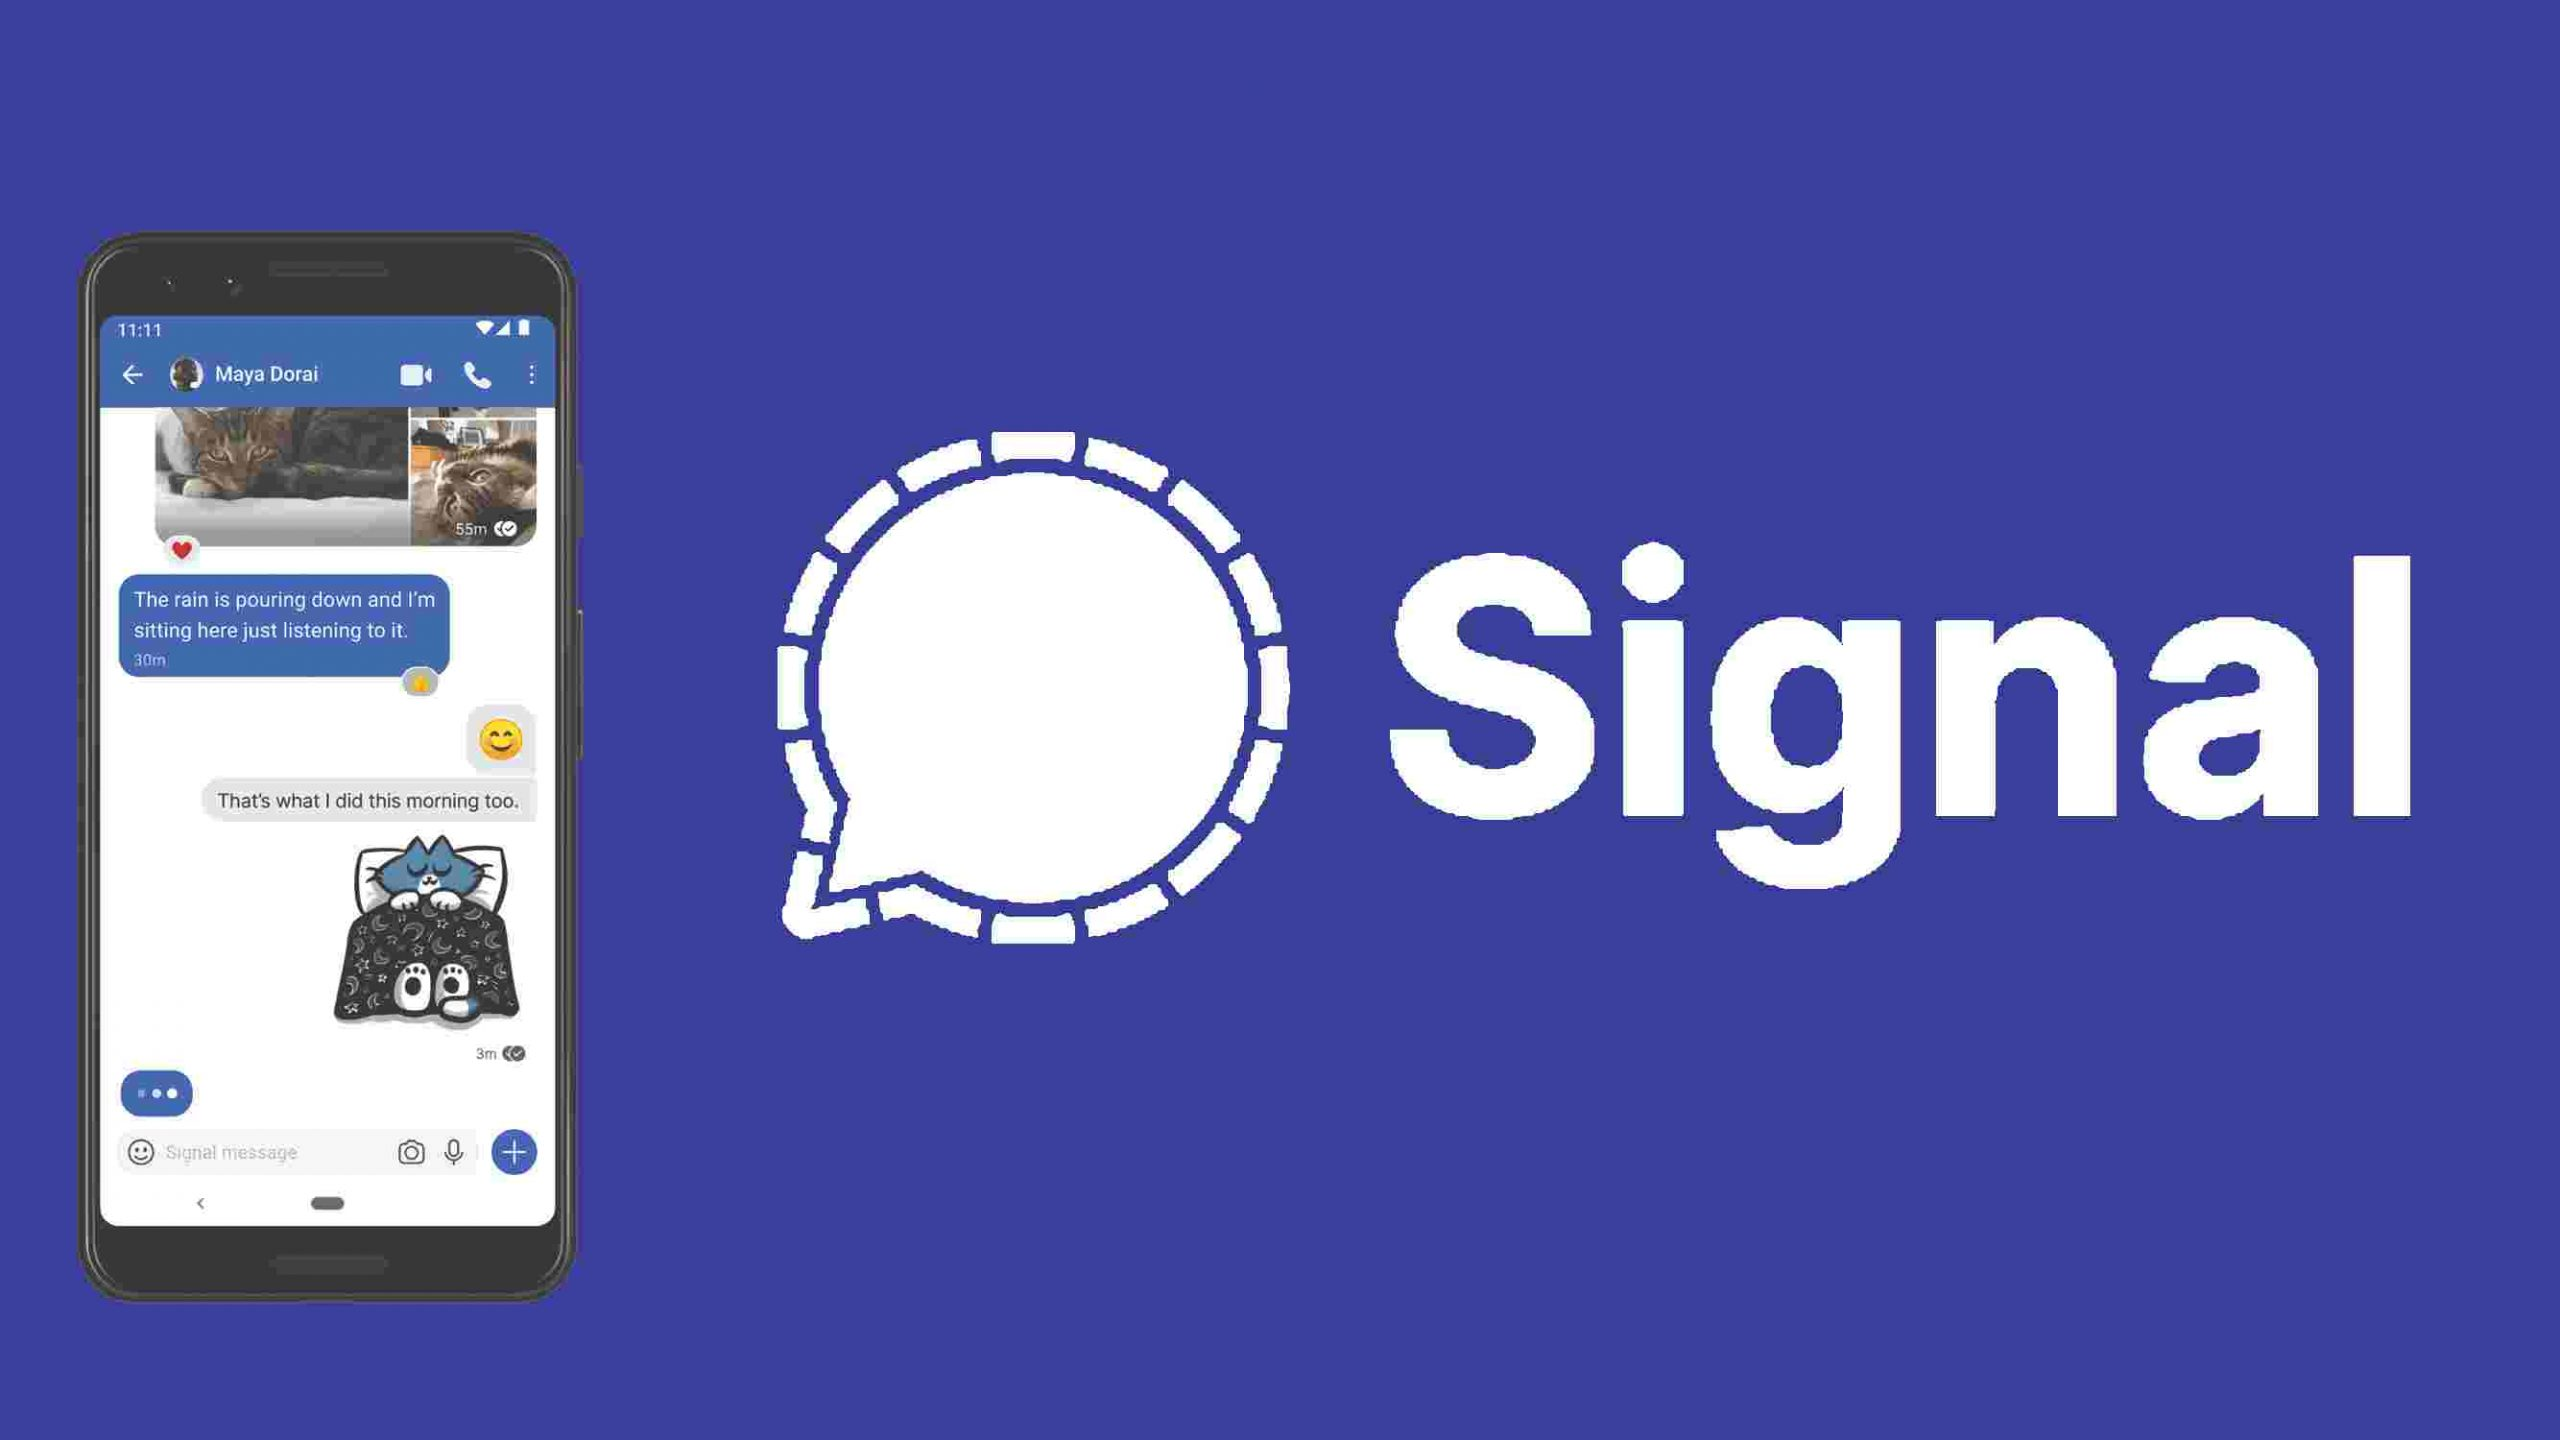 11:11
Maya Dorai
55m
The rain is pouring down and I'm
sitting here just listening to it.
30m
That's what I did this morning too.
3m
Signal message
Signal